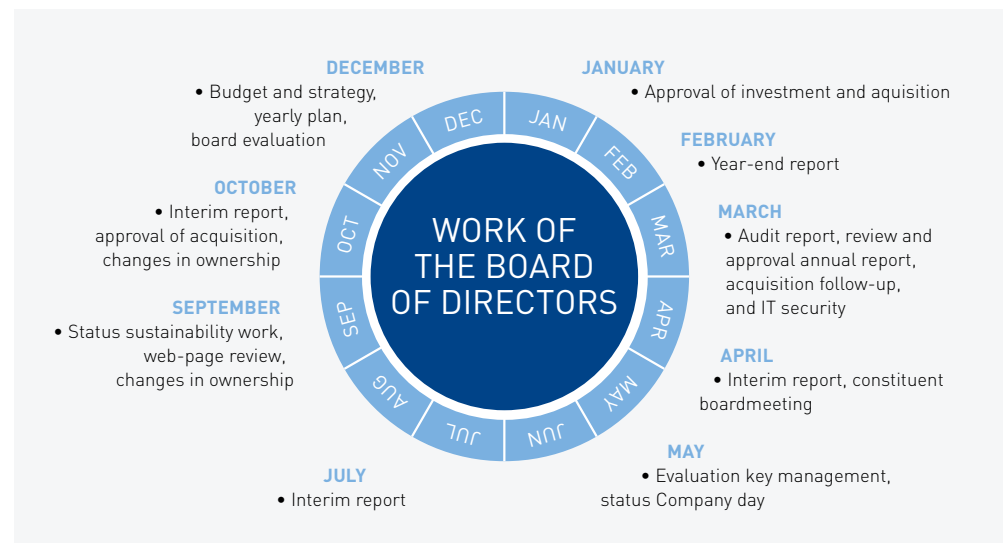 DECEMBER
• Budget and strategy,
yearly plan,
board evaluation
OCTOBER
• Interim report,
approval of acquisition,
changes in ownership
SEPTEMBER
• Status sustainability work,
web-page review,
changes in ownership
JULY
• Interim report
JAN
FEB
MAR
APR
MAY
JUN
JUL
AUG
SEP
OCT
NOV
DEC
WORK OF
THE BOARD
OF DIRECTORS
JANUARY
• Approval of investment and aquisition
FEBRUARY
• Year-end report
MARCH
• Audit report, review and
approval annual report,
acquisition follow-up,
and IT security
APRIL
• Interim report, constituent
boardmeeting
MAY
• Evaluation key management,
status Company day